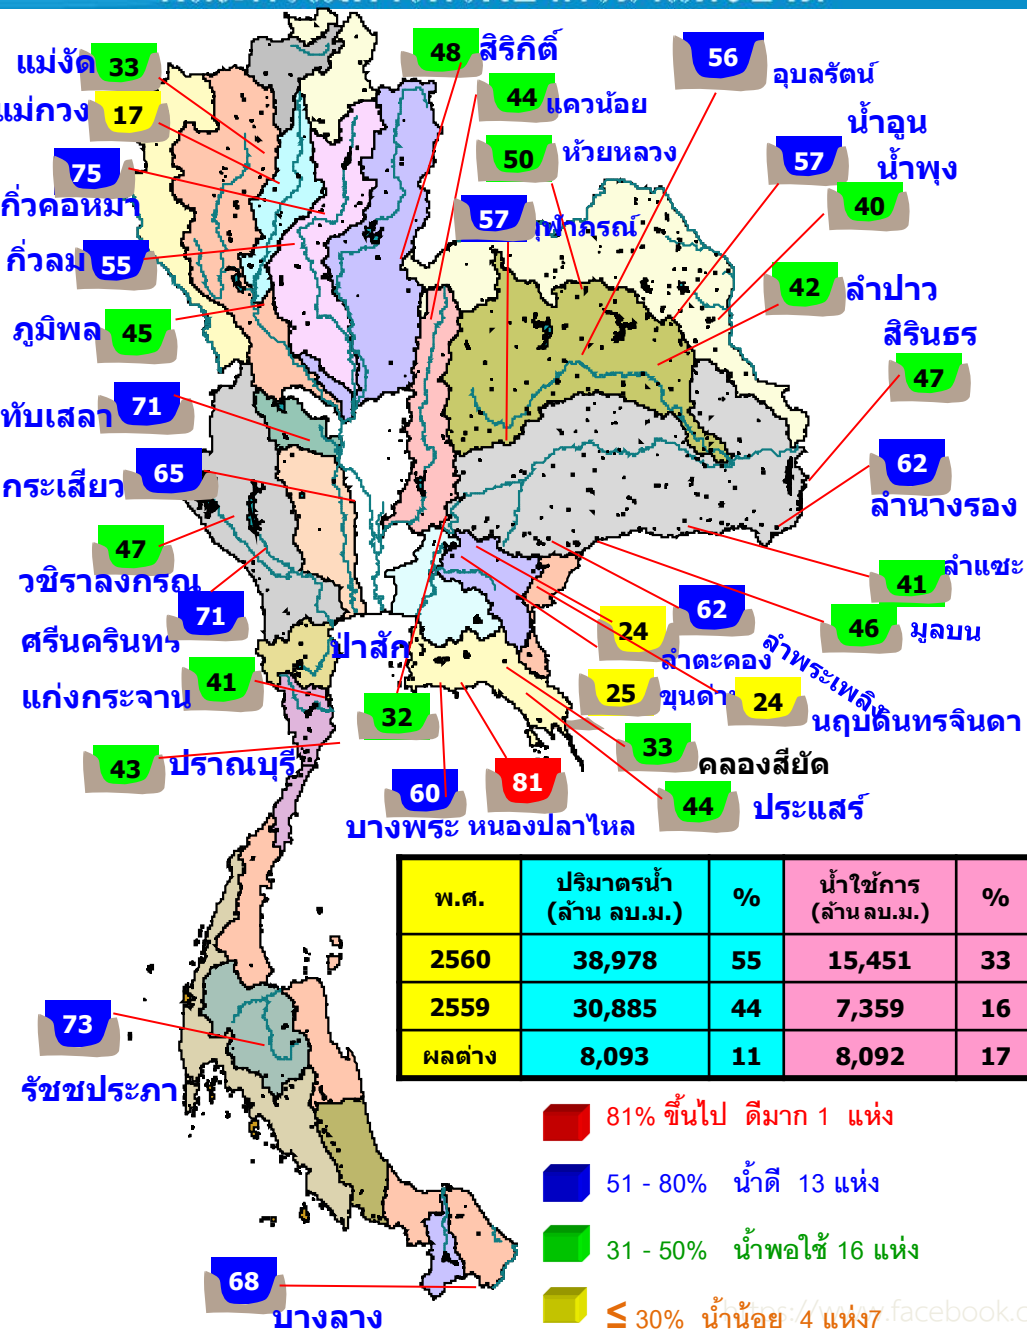 แม่งัด 33
แม่กวง 17
75
กิ่วคอหมา
กิ่วลม 55
ภูมิพล 45
ทับเสลา 71
กระเสียว 65
47
วชิราลงกรณ
71
ศรีนครินทร
แก่งกระจาน 41
43 ปราณบุรี
48 สิริกิติ์
44 แควน้อย
50 ห้วยหลวง
57
56 อุบลรัตน์
น้ำอูน
57 น้ำพุง
40
42 ลำปาว
สิรินธร
47
62
ลำนางรอง
41 ลำแซะ
46 มูลบน
62
ลำพระเพลิง
24
ลำตะคอง
25 ขุนด่าน
24
นฤบดินทรจินดา
ป่าสัก
32
33
คลองสียัด
44 ประแสร์
60
บางพระ
81
หนองปลาไหล
พ.ศ. ปริมาตรน้ำ (ล้าน ลบ.ม.) % น้ำใช้การ (ล้าน ลบ.ม.) %
2560 38,978 55 15,451 33
2559 30,885 44 7,359 16
ผลต่าง 8,093 11 8,092 17
73
รัชชประภา
68
บางลาง
81% ขึ้นไป ดีมาก 1 แห่ง
51 - 80% น้ำดี 13 แห่ง
31 - 50% น้ำพอใช้ 16 แห่ง
≤ 30% น้ำน้อย 4 แห่ง7